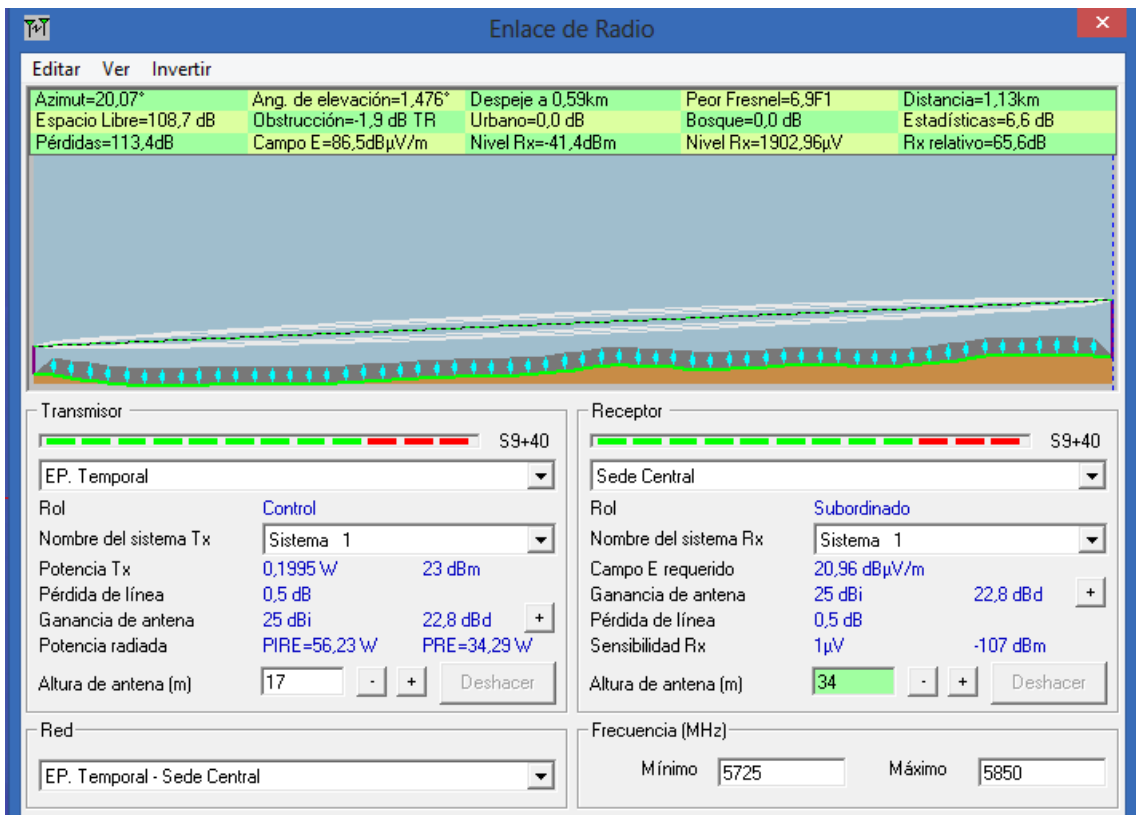 Enlace de Radio
Editar Ver Invertir
Azimut=20,07° Ang. de elevación=1,476° Despeje a 0,59km Peor Fresnel=6,9F1 Distancia=1,13km
Espacio Libre=108,7 dB Obstrucción=-1,9 dB TR Urbano=0,0 dB Bosque=0,0 dB Estadísticas=6,6 dB
Pérdidas=113,4dB Campo E=86,5dBµV/m Nivel Rx=-41,4dBm Nivel Rx=1902,96µV Rx relativo=65,6dB
Transmisor
S9+40
EP. Temporal
Rol Control
Nombre del sistema Tx Sistema 1
Potencia Tx 0,1995 W 23 dBm
Pérdida de línea 0,5 dB
Ganancia de antena 25 dBi 22,8 dBd +
Potencia radiada PIRE=56,23 W PRE=34,29 W
Altura de antena (m) 17 - + Deshacer
Receptor
S9+40
Sede Central
Rol Subordinado
Nombre del sistema Rx Sistema 1
Campo E requerido 20,96 dBµV/m
Ganancia de antena 25 dBi 22,8 dBd +
Pérdida de línea 0,5 dB
Sensibilidad Rx 1µV -107 dBm
Altura de antena (m) 34 - + Deshacer
Red
EP. Temporal - Sede Central
Frecuencia (MHz)
Mínimo 5725 Máximo 5850